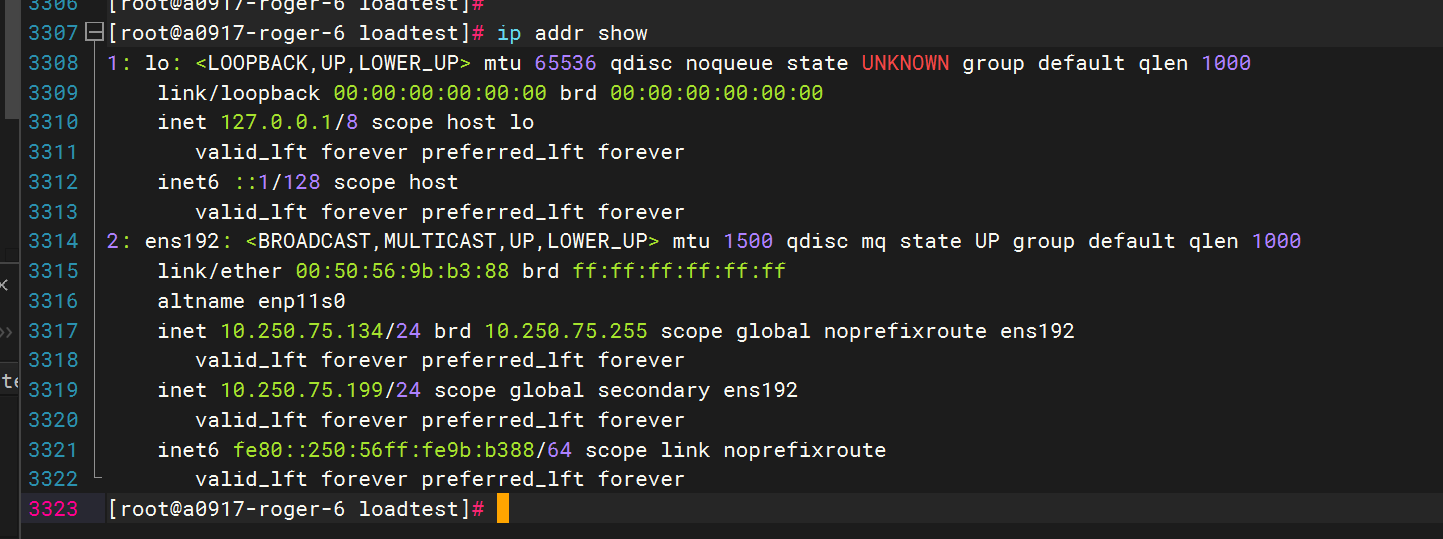 3306 [root@a0917-roger-6 loadtest]#
3307 [root@a0917-roger-6 loadtest]# ip addr show
3308 1: lo: <LOOPBACK,UP,LOWER_UP> mtu 65536 qdisc noqueue state UNKNOWN group default qlen 1000
3309     link/loopback 00:00:00:00:00:00 brd 00:00:00:00:00:00
3310     inet 127.0.0.1/8 scope host lo
3311        valid_lft forever preferred_lft forever
3312     inet6 ::1/128 scope host
3313        valid_lft forever preferred_lft forever
3314 2: ens192: <BROADCAST,MULTICAST,UP,LOWER_UP> mtu 1500 qdisc mq state UP group default qlen 1000
3315     link/ether 00:50:56:9b:b3:88 brd ff:ff:ff:ff:ff:ff
3316     altname enp11s0
3317     inet 10.250.75.134/24 brd 10.250.75.255 scope global noprefixroute ens192
3318        valid_lft forever preferred_lft forever
3319     inet 10.250.75.199/24 scope global secondary ens192
3320        valid_lft forever preferred_lft forever
3321     inet6 fe80::250:56ff:fe9b:b388/64 scope link noprefixroute
3322        valid_lft forever preferred_lft forever
3323 [root@a0917-roger-6 loadtest]#